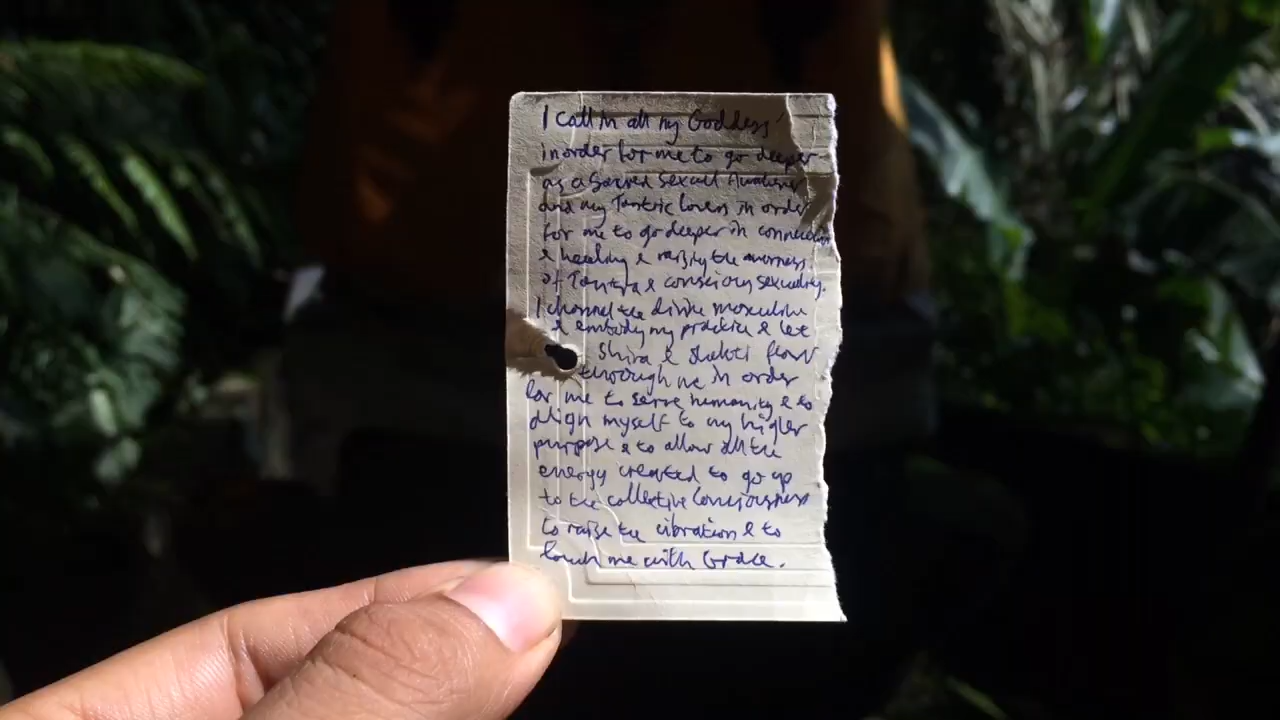 I call in all my Goddess'
in order for me to go deeper
as a Sacred Sexual Awakener
and my Tantric lovers in order
for me to go deeper in connection
& healing & raising the awareness
of Tantra & conscious sexuality.
I channel the divine masculine
& embody my practice & let
Shiva & Shakti flow
through me in order
for me to serve humanity & to
align myself to my higher
purpose & to allow all the
energy created to go up
to the collective Consciousness
to raise the vibration & to
touch me with Grace.